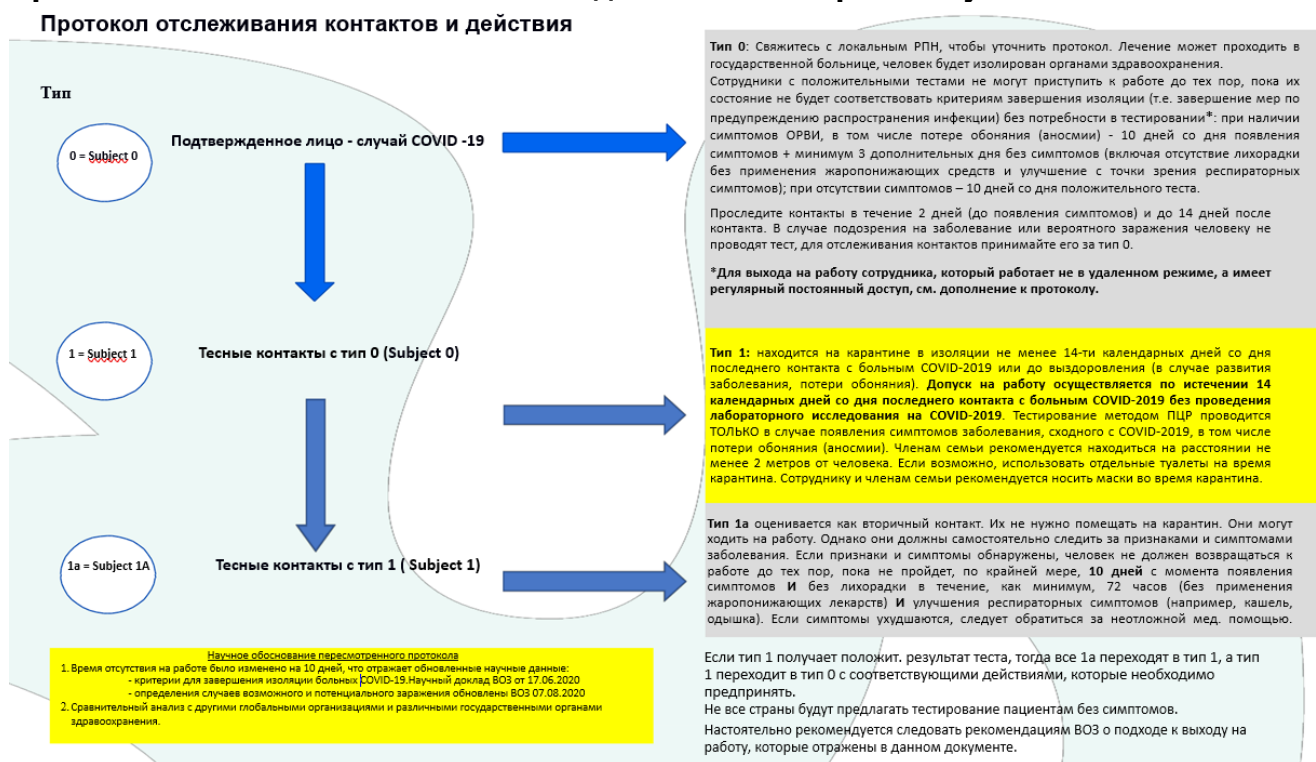 Протокол отслеживания контактов и действия
Тип
0 = Subject 0
Подтвержденное лицо - случай COVID -19
1 = Subject 1
Тесные контакты с тип 0 (Subject 0)
1a = Subject 1A
Тесные контакты с тип 1 ( Subject 1)
Научное обоснование пересмотренного протокола
1. Время отсутствия на работе было изменено на 10 дней, что отражает обновленные научные данные:
- критерии для завершения изоляции больных COVID-19.Научный доклад ВОЗ от 17.06.2020
- определения случаев возможного и потенциального заражения обновлены ВОЗ 07.08.2020
2. Сравнительный анализ с другими глобальными организациями и различными государственными органами
здравоохранения.
Тип 0: Свяжитесь с локальным РПН, чтобы уточнить протокол. Лечение может проходить в
государственной больнице, человек будет изолирован органами здравоохранения.
Сотрудники с положительными тестами не могут приступить к работе до тех пор, пока их
состояние не будет соответствовать критериям завершения изоляции (т.е. завершение мер по
предупреждению распространения инфекции) без потребности в тестировании*: при наличии
симптомов ОРВИ, в том числе потере обоняния (аносмии) - 10 дней со дня появления
симптомов + минимум 3 дополнительных дня без симптомов (включая отсутствие лихорадки
без применения жаропонижающих средств и улучшение с точки зрения респираторных
симптомов); при отсутствии симптомов – 10 дней со дня положительного теста.
Проследите контакты в течение 2 дней (до появления симптомов) и до 14 дней после
контакта. В случае подозрения на заболевание или вероятного заражения человеку не
проводят тест, для отслеживания контактов принимайте его за тип 0.
*Для выхода на работу сотрудника, который работает не в удаленном режиме, а имеет
регулярный постоянный доступ, см. дополнение к протоколу.
Тип 1: находится на карантине в изоляции не менее 14-ти календарных дней со дня
последнего контакта с больным COVID-2019 или до выздоровления (в случае развития
заболевания, потери обоняния). Допуск на работу осуществляется по истечении 14
календарных дней со дня последнего контакта с больным COVID-2019 без проведения
лабораторного исследования на COVID-2019. Тестирование методом ПЦР проводится
ТОЛЬКО в случае появления симптомов заболевания, сходного с COVID-2019, в том числе
потери обоняния (аносмии). Членам семьи рекомендуется находиться на расстоянии не
менее 2 метров от человека. Если возможно, использовать отдельные туалеты на время
карантина. Сотруднику и членам семьи рекомендуется носить маски во время карантина.
Тип 1а оценивается как вторичный контакт. Их не нужно помещать на карантин. Они могут
ходить на работу. Однако они должны самостоятельно следить за признаками и симптомами
заболевания. Если признаки и симптомы обнаружены, человек не должен возвращаться к
работе до тех пор, пока не пройдет, по крайней мере, 10 дней с момента появления
симптомов И без лихорадки в течение, как минимум, 72 часов (без применения
жаропонижающих лекарств) И улучшения респираторных симптомов (например, кашель,
одышка). Если симптомы ухудшаются, следует обратиться за неотложной мед. помощью.
Если тип 1 получает положит. результат теста, тогда все 1а переходят в тип 1, а тип
1 переходит в тип 0 с соответствующими действиями, которые необходимо
предпринять.
Не все страны будут предлагать тестирование пациентам без симптомов.
Настоятельно рекомендуется следовать рекомендациям ВОЗ о подходе к выходу на
работу, которые отражены в данном документе.